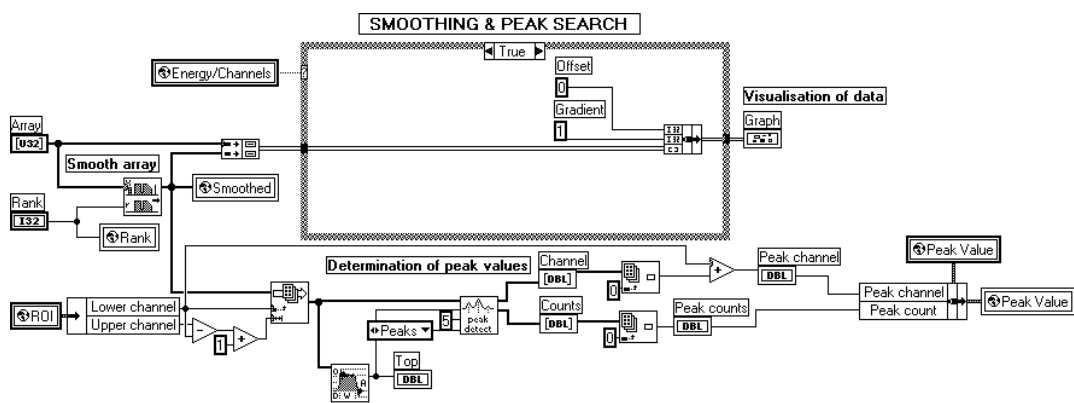 SMOOTHING & PEAK SEARCH
True
Energy/Channels
?
Offset
0
Gradient
1
I32
I32
Visualisation of data
Graph
Array
[U32]
Smooth array
Smoothed
Rank
I32
r
Rank
Determination of peak values
Channel
[DBL]
0
Peak channel
DBL
Peak Value
ROI
Lower channel
Upper channel
1
Counts
[DBL]
0
Peak counts
DBL
Peak channel
Peak count
Peak Value
Peaks
5
peak
detect
Top
DBL
D W
A